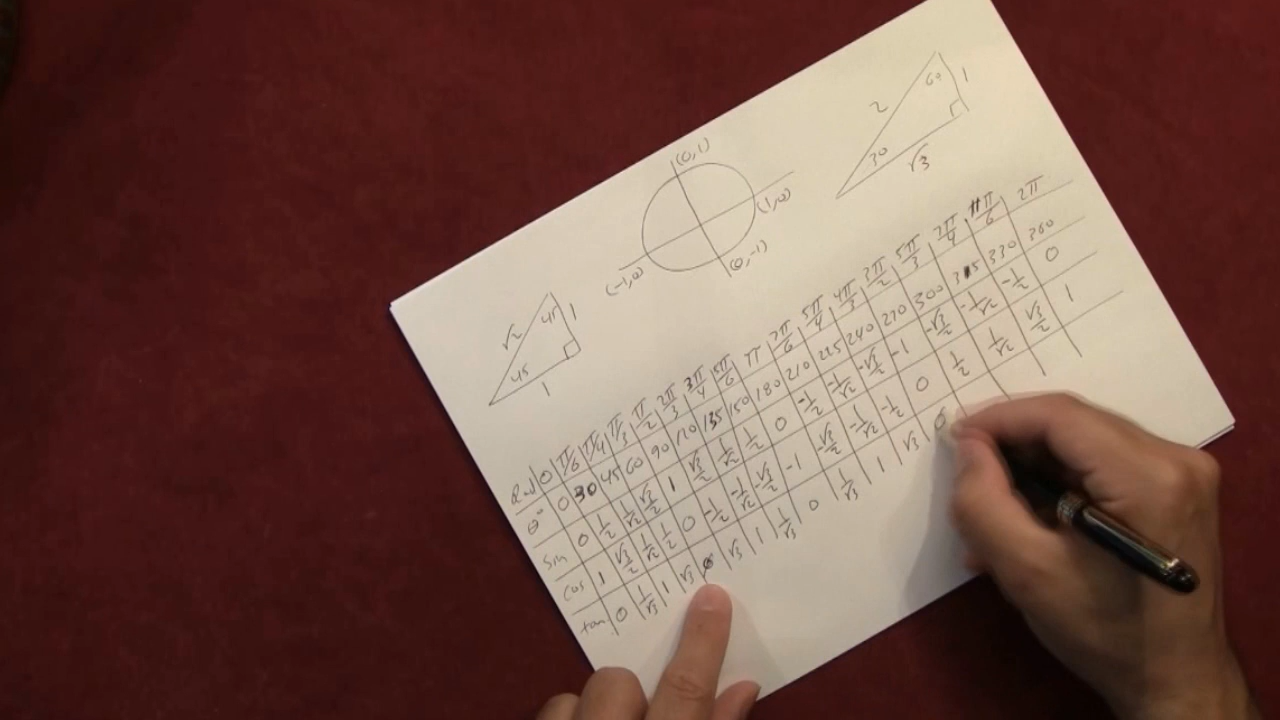 (0,1)
(1,0)
(0,-1)
(-1,0)
2
60
1
30
√3
√2
45
1
45
1
Rad 0 π/6 π/4 π/3 π/2 2π/3 3π/4 5π/6 π 7π/6 5π/4 4π/3 3π/2 5π/3 7π/4 11π/6 2π
θ° 0 30 45 60 90 120 135 150 180 210 225 240 270 300 315 330 360
Sin 0 1/2 1/√2 √3/2 1 √3/2 1/√2 1/2 0 -1/2 -1/√2 -√3/2 -1 -√3/2 -1/√2 -1/2 0
Cos 1 √3/2 1/√2 1/2 0 -1/2 -1/√2 -√3/2 -1 -√3/2 -1/√2 -1/2 0 1/2 1/√2 √3/2 1
tan 0 1/√3 1 √3 ø √3 1 1/√3 0 1/√3 1 √3